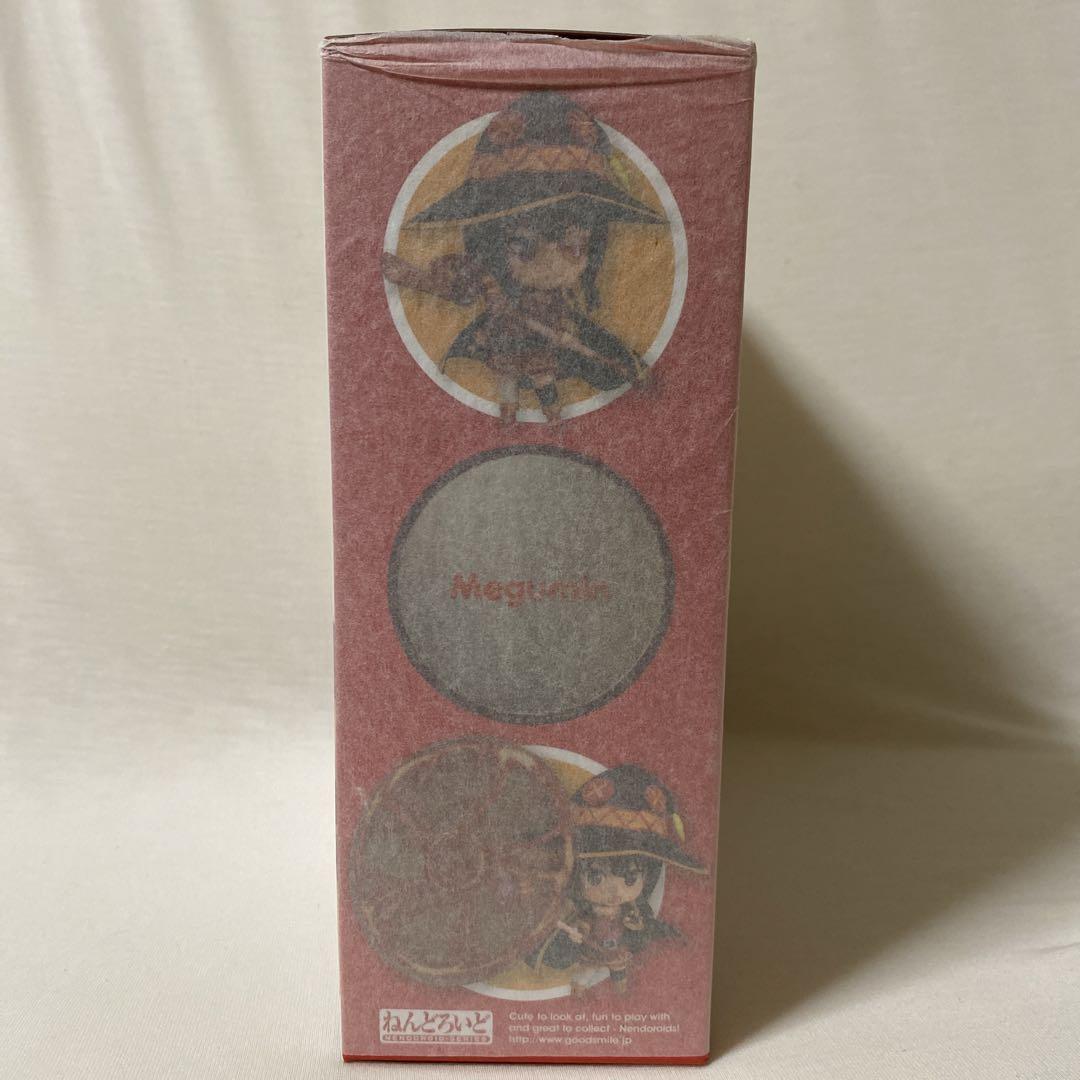 Megumin
ねんどろいど
NENDOROID-SERIES
Cute to look at, fun to play with
and great to collect - Nendoroids!
http://www.goodsmile.jp